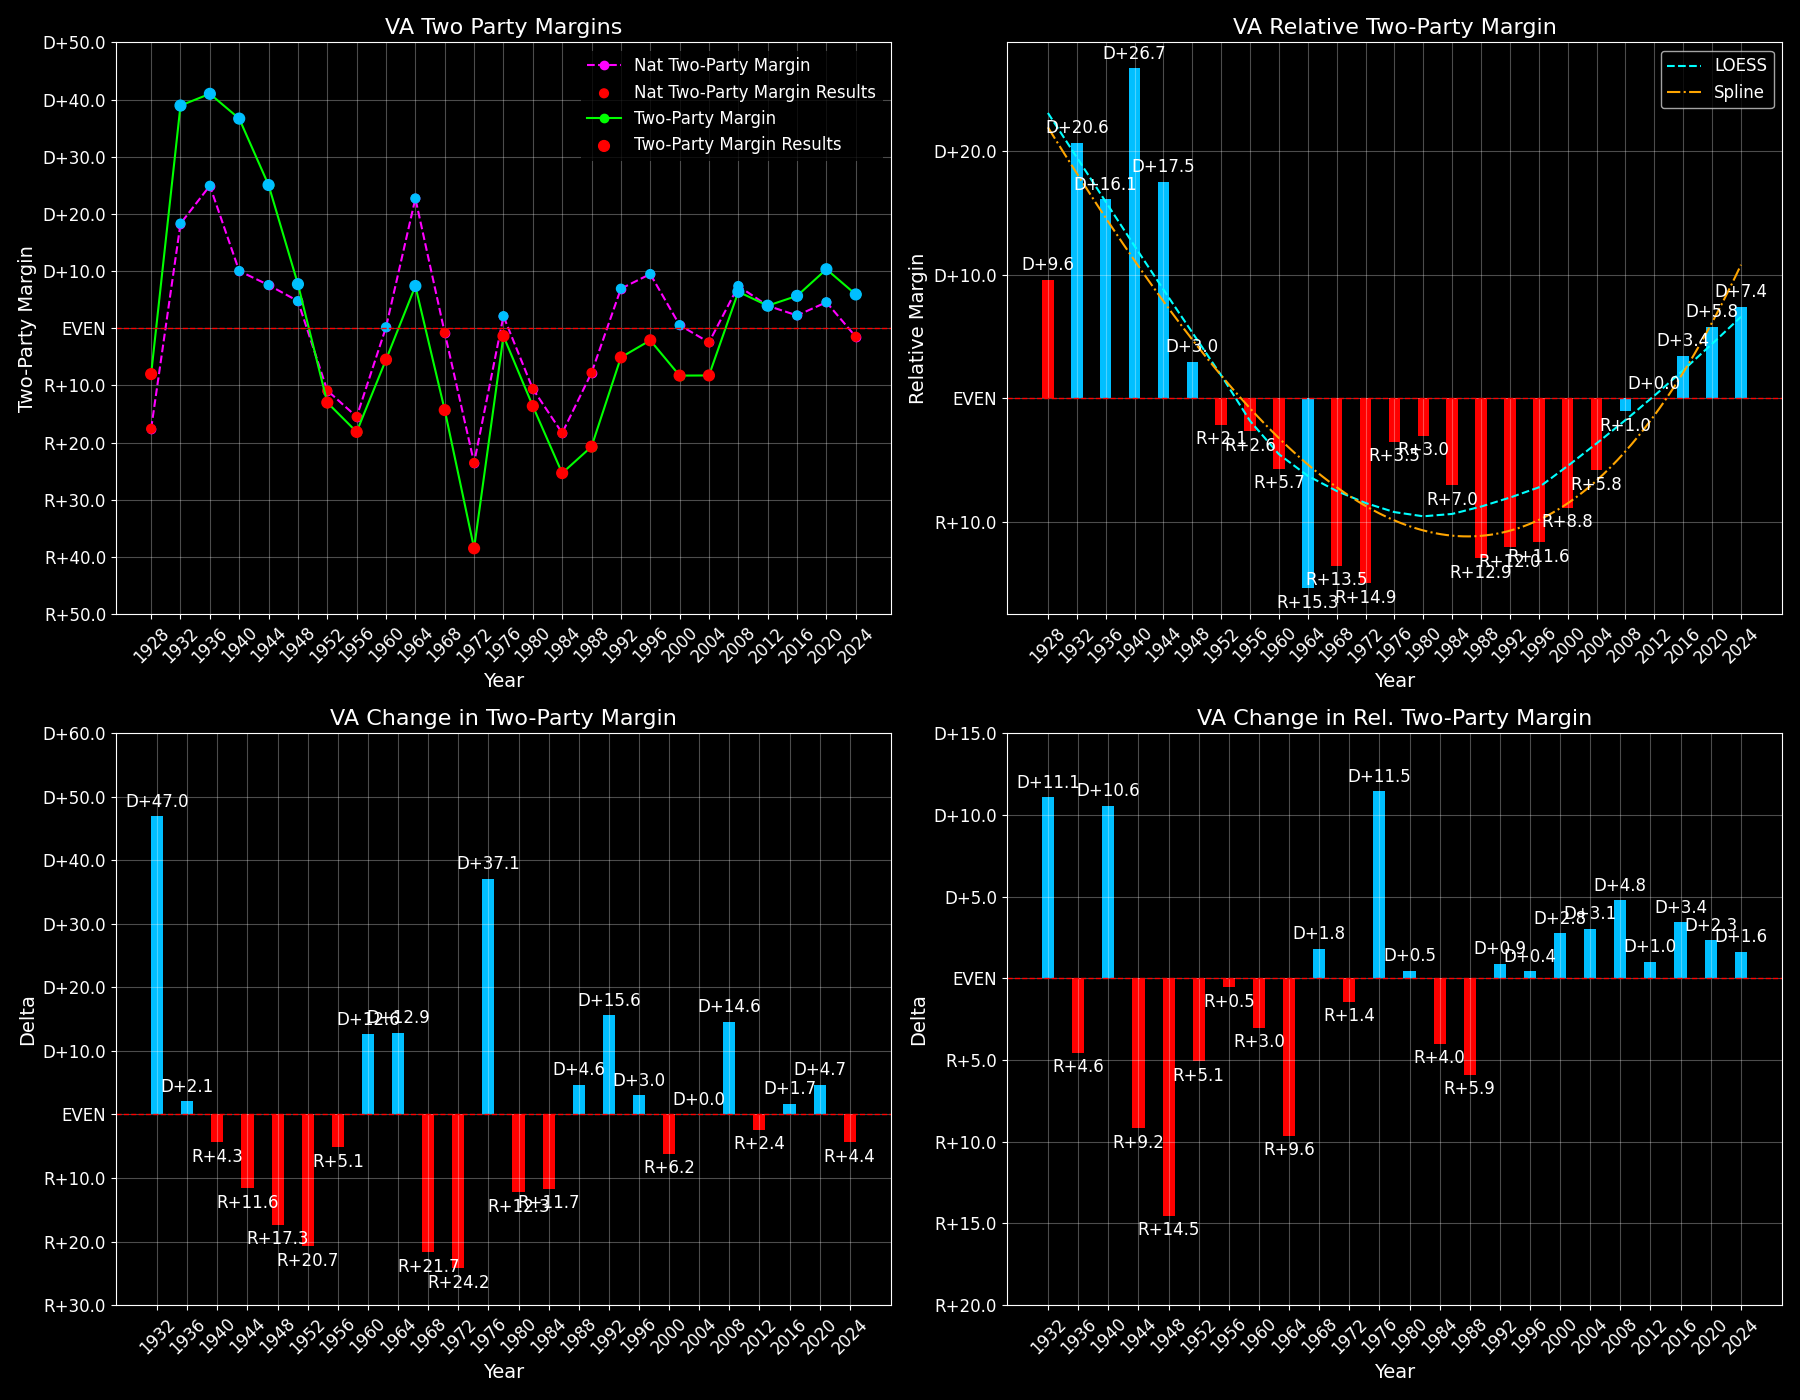 VA Two Party Margins
D+50.0
D+40.0
D+30.0
D+20.0
D+10.0
EVEN
R+10.0
R+20.0
R+30.0
R+40.0
R+50.0
Two-Party Margin
Nat Two-Party Margin
Nat Two-Party Margin Results
Two-Party Margin
Two-Party Margin Results
1928 1932 1936 1940 1944 1948 1952 1956 1960 1964 1968 1972 1976 1980 1984 1988 1992 1996 2000 2004 2008 2012 2016 2020 2024
Year
VA Relative Two-Party Margin
D+20.0
D+10.0
EVEN
R+10.0
Relative Margin
LOESS
Spline
D+9.6
D+20.6
D+16.1
D+26.7
D+17.5
D+3.0
R+2.1
R+2.6
R+5.7
R+15.3
R+13.5
R+14.9
R+3.5
R+3.0
R+7.0
R+12.9
R+12.0
R+11.6
R+8.8
R+5.8
R+1.0
D+0.0
D+3.4
D+5.8
D+7.4
1928 1932 1936 1940 1944 1948 1952 1956 1960 1964 1968 1972 1976 1980 1984 1988 1992 1996 2000 2004 2008 2012 2016 2020 2024
Year
VA Change in Two-Party Margin
D+60.0
D+50.0
D+40.0
D+30.0
D+20.0
D+10.0
EVEN
R+10.0
R+20.0
R+30.0
Delta
D+47.0
D+2.1
R+4.3
R+11.6
R+17.3
R+20.7
R+5.1
D+12.6
D+12.9
R+21.7
R+24.2
D+37.1
R+12.3
R+11.7
D+4.6
D+15.6
D+3.0
R+6.2
D+0.0
D+14.6
R+2.4
D+1.7
D+4.7
R+4.4
1932 1936 1940 1944 1948 1952 1956 1960 1964 1968 1972 1976 1980 1984 1988 1992 1996 2000 2004 2008 2012 2016 2020 2024
Year
VA Change in Rel. Two-Party Margin
D+15.0
D+10.0
D+5.0
EVEN
R+5.0
R+10.0
R+15.0
R+20.0
Delta
D+11.1
R+4.6
D+10.6
R+9.2
R+14.5
R+5.1
R+0.5
R+3.0
R+9.6
D+1.8
R+1.4
D+11.5
D+0.5
R+4.0
R+5.9
D+0.9
D+0.4
D+2.8
D+3.1
D+4.8
D+1.0
D+3.4
D+2.3
D+1.6
1932 1936 1940 1944 1948 1952 1956 1960 1964 1968 1972 1976 1980 1984 1988 1992 1996 2000 2004 2008 2012 2016 2020 2024
Year